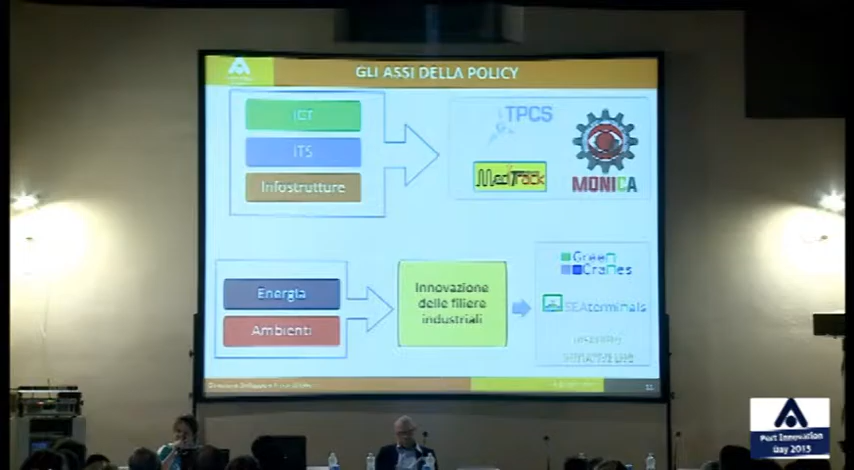 GLI ASSI DELLA POLICY
ICT
ITS
Infostrutture
TPCS
MedTrack
MONICA
Energia
Ambienti
Innovazione
delle filiere
industriali
Green
Cranes
SEAterminals
Port Innovation
Day 2015